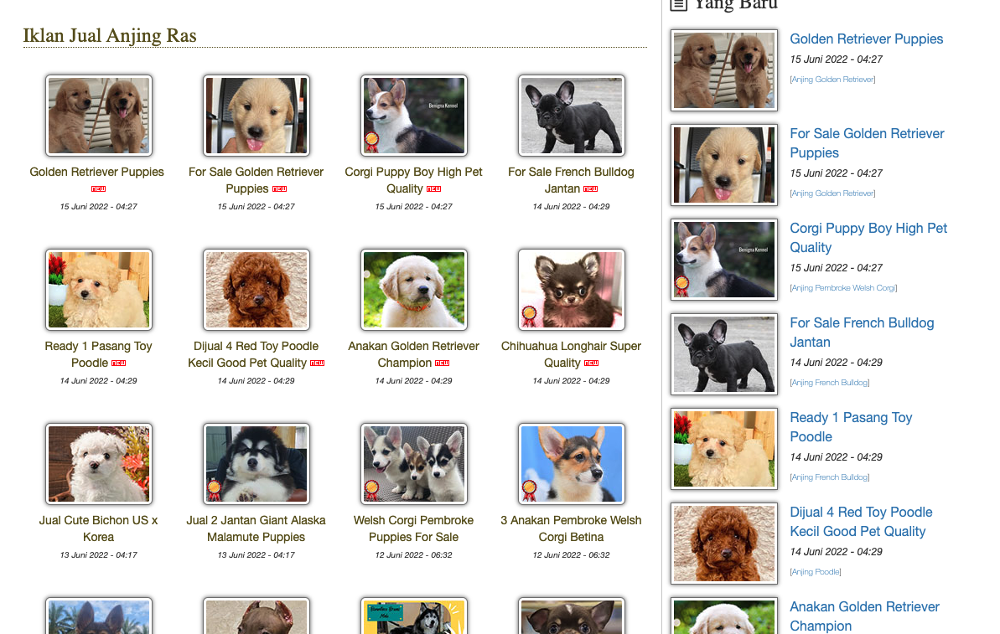 Iklan Jual Anjing Ras
Benigna Kennel
Golden Retriever Puppies
NEW
15 Juni 2022 - 04:27
For Sale Golden Retriever
Puppies NEW
15 Juni 2022 - 04:27
Corgi Puppy Boy High Pet
Quality NEW
15 Juni 2022 - 04:27
For Sale French Bulldog
Jantan NEW
14 Juni 2022 - 04:29
Ready 1 Pasang Toy
Poodle NEW
14 Juni 2022 - 04:29
Dijual 4 Red Toy Poodle
Kecil Good Pet Quality NEW
14 Juni 2022 - 04:29
Anakan Golden Retriever
Champion NEW
14 Juni 2022 - 04:29
Chihuahua Longhair Super
Quality NEW
14 Juni 2022 - 04:29
Jual Cute Bichon US x
Korea
13 Juni 2022 - 04:17
Jual 2 Jantan Giant Alaska
Malamute Puppies
13 Juni 2022 - 04:17
Welsh Corgi Pembroke
Puppies For Sale
12 Juni 2022 - 06:32
3 Anakan Pembroke Welsh
Corgi Betina
12 Juni 2022 - 06:32
Yang Baru
Golden Retriever Puppies
15 Juni 2022 - 04:27
[Anjing Golden Retriever]
For Sale Golden Retriever
Puppies
15 Juni 2022 - 04:27
[Anjing Golden Retriever]
Benigna Kennel
Corgi Puppy Boy High Pet
Quality
15 Juni 2022 - 04:27
[Anjing Pembroke Welsh Corgi]
For Sale French Bulldog
Jantan
14 Juni 2022 - 04:29
[Anjing French Bulldog]
Ready 1 Pasang Toy
Poodle
14 Juni 2022 - 04:29
[Anjing French Bulldog]
Dijual 4 Red Toy Poodle
Kecil Good Pet Quality
14 Juni 2022 - 04:29
[Anjing Poodle]
Anakan Golden Retriever
Champion